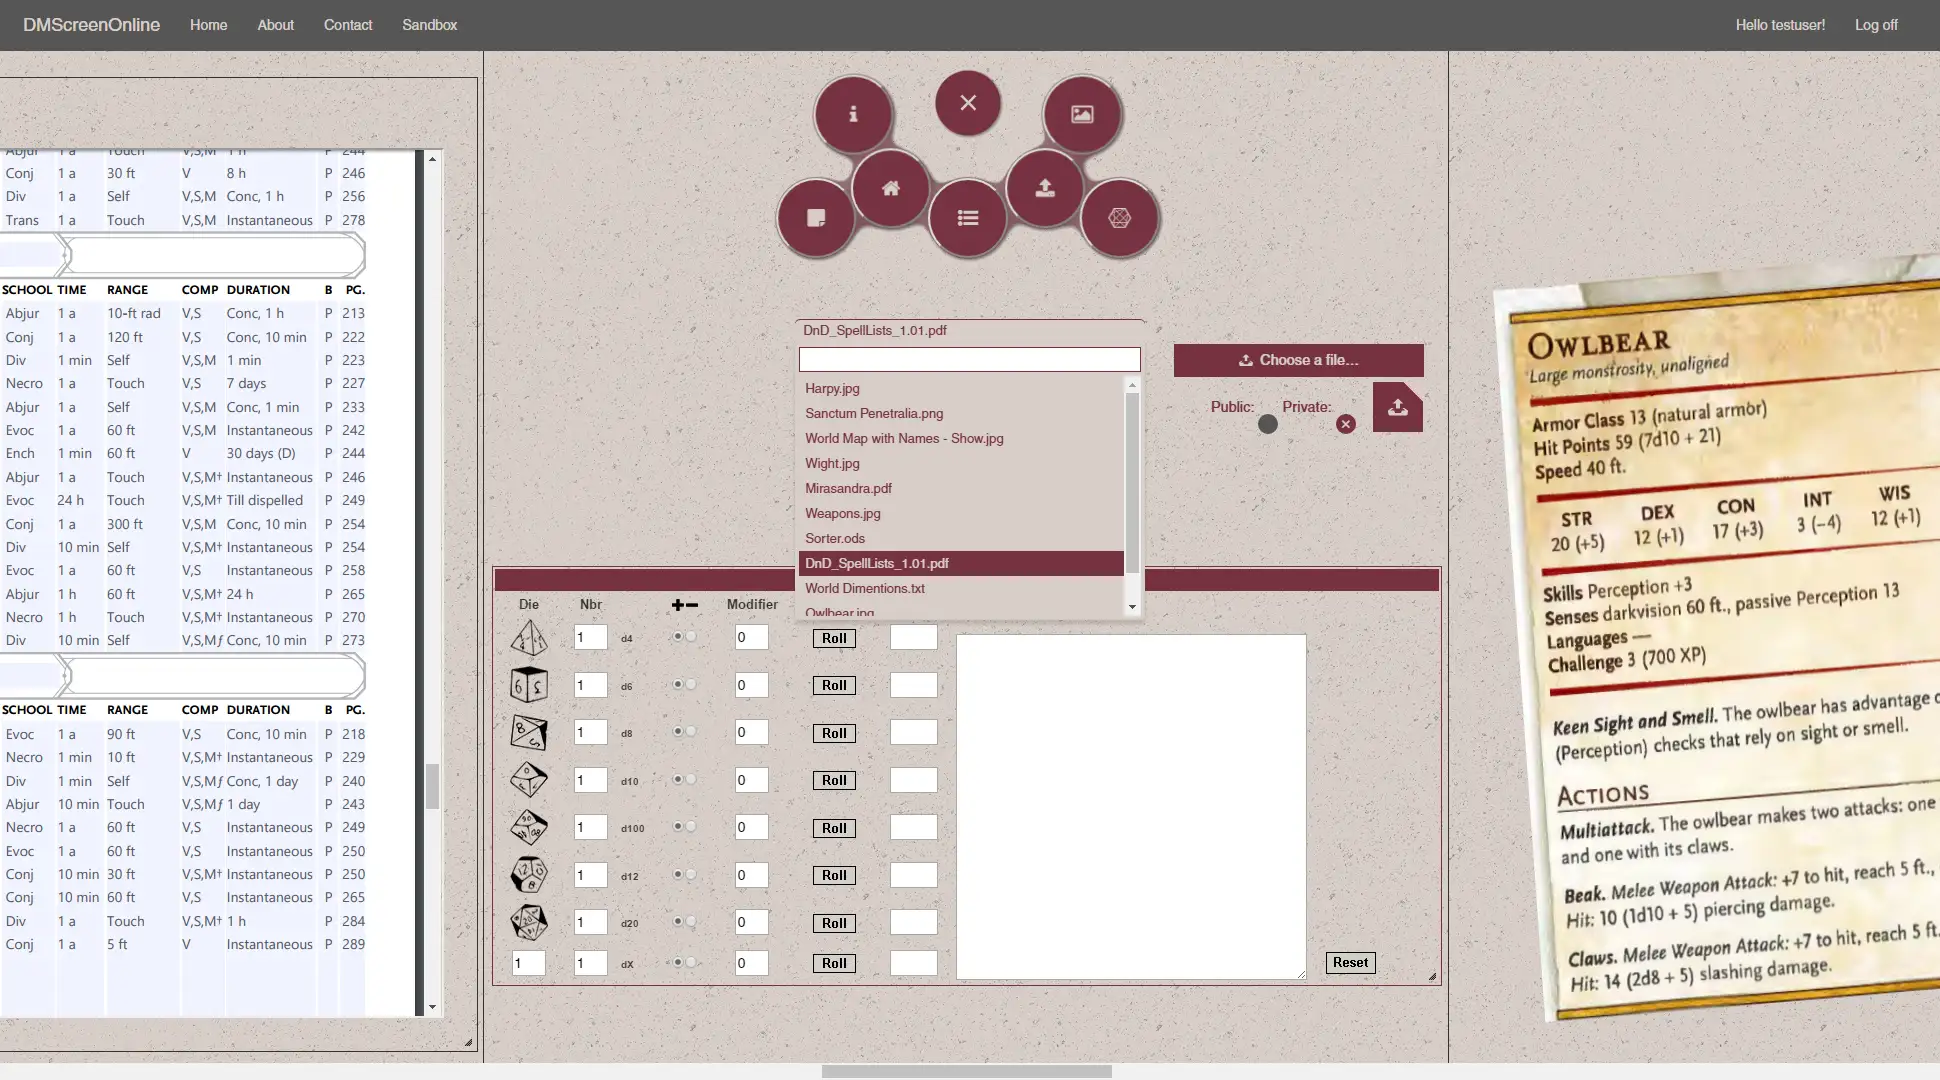 DMScreenOnline Home About Contact Sandbox Hello testuser! Log off
Abjur 1 a Touch V,S,M 1 h P 244
Conj 1 a 30 ft V 8 h P 246
Div 1 a Self V,S,M Conc, 1 h P 256
Trans 1 a Touch V,S,M Instantaneous P 278
SCHOOL TIME RANGE COMP DURATION B PG.
Abjur 1 a 10-ft rad V,S Conc, 1 h P 213
Conj 1 a 120 ft V,S Conc, 10 min P 222
Div 1 min Self V,S,M 1 min P 223
Necro 1 a Touch V,S 7 days P 227
Abjur 1 a Self V,S,M Conc, 1 min P 233
Evoc 1 a 60 ft V,S,M Instantaneous P 242
Ench 1 min 60 ft V 30 days (D) P 244
Abjur 1 a Touch V,S,M† Instantaneous P 246
Evoc 24 h Touch V,S,M† Till dispelled P 249
Conj 1 a 300 ft V,S,M Conc, 10 min P 254
Div 10 min Self V,S,M† Instantaneous P 254
Evoc 1 a 60 ft V,S Instantaneous P 258
Abjur 1 h 60 ft V,S,M† 24 h P 265
Necro 1 h Touch V,S,M† Instantaneous P 270
Div 10 min Self V,S,Mƒ Conc, 10 min P 273
SCHOOL TIME RANGE COMP DURATION B PG.
Evoc 1 a 90 ft V,S Conc, 10 min P 218
Necro 1 min 10 ft V,S,M† Instantaneous P 229
Div 1 min Self V,S,Mƒ Conc, 1 day P 240
Abjur 10 min Touch V,S,Mƒ 1 day P 243
Necro 1 a 60 ft V,S Instantaneous P 249
Evoc 1 a 60 ft V,S Instantaneous P 250
Conj 10 min 30 ft V,S,M† Instantaneous P 250
Conj 10 min 60 ft V,S Instantaneous P 265
Div 1 a Touch V,S,M† 1 h P 284
Conj 1 a 5 ft V Instantaneous P 289
DnD_SpellLists_1.01.pdf
Harpy.jpg
Sanctum Penetralia.png
World Map with Names - Show.jpg
Wight.jpg
Mirasandra.pdf
Weapons.jpg
Sorter.ods
DnD_SpellLists_1.01.pdf
World Dimentions.txt
Owlbear.jpg
Choose a file...
Public: Private:
Die Nbr +− Modifier
1 d4 0 Roll
1 d6 0 Roll
1 d8 0 Roll
1 d10 0 Roll
1 d100 0 Roll
1 d12 0 Roll
1 d20 0 Roll
1 1 dX 0 Roll
Reset
OWLBEAR
Large monstrosity, unaligned
Armor Class 13 (natural armor)
Hit Points 59 (7d10 + 21)
Speed 40 ft.
STR DEX CON INT WIS
20 (+5) 12 (+1) 17 (+3) 3 (−4) 12 (+1)
Skills Perception +3
Senses darkvision 60 ft., passive Perception 13
Languages —
Challenge 3 (700 XP)
Keen Sight and Smell. The owlbear has advantage
(Perception) checks that rely on sight or smell.
ACTIONS
Multiattack. The owlbear makes two attacks: one
and one with its claws.
Beak. Melee Weapon Attack: +7 to hit, reach 5 ft.,
Hit: 10 (1d10 + 5) piercing damage.
Claws. Melee Weapon Attack: +7 to hit, reach 5 ft.
Hit: 14 (2d8 + 5) slashing damage.